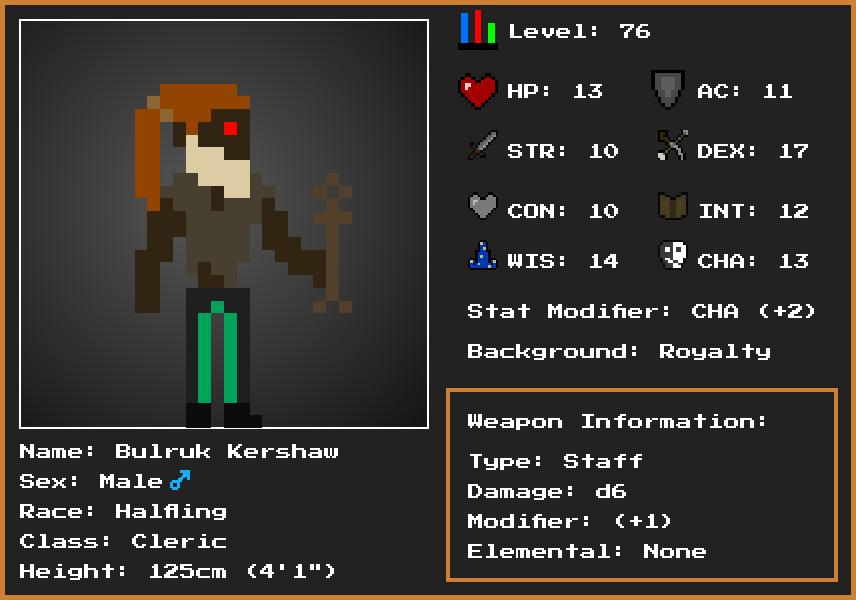 Level: 76
HP: 13
AC: 11
STR: 10
DEX: 17
CON: 10
INT: 12
WIS: 14
CHA: 13
Stat Modifier: CHA (+2)
Background: Royalty
Weapon Information:
Type: Staff
Damage: d6
Modifier: (+1)
Elemental: None
Name: Bulruk Kershaw
Sex: Male♂
Race: Halfling
Class: Cleric
Height: 125cm (4'1")